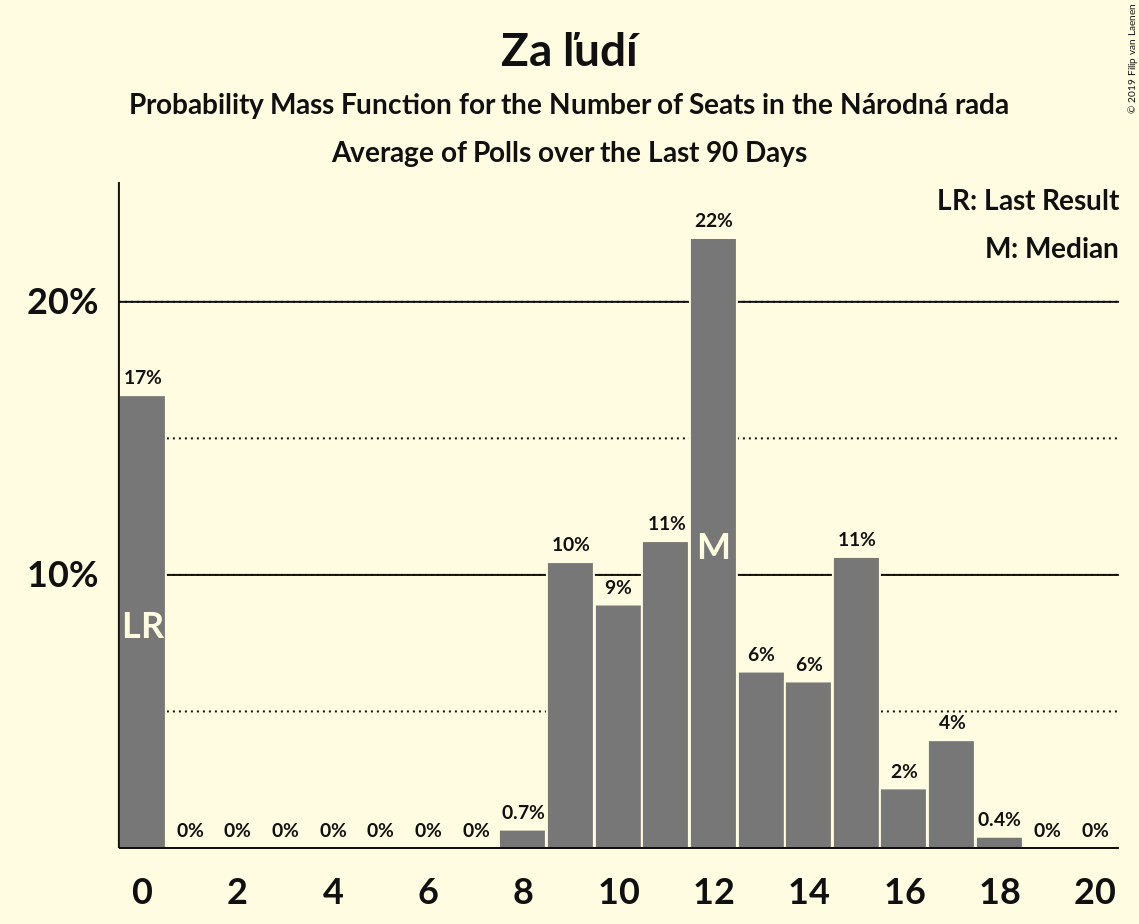 Za ľudí
Probability Mass Function for the Number of Seats in the Národná rada
Average of Polls over the Last 90 Days
© 2019 Filip van Laenen
LR: Last Result
M: Median
20%
10%
17% 0% 0% 0% 0% 0% 0% 0% 0.7% 10% 9% 11% 22% 6% 6% 11% 2% 4% 0.4% 0% 0%
LR
M
0 2 4 6 8 10 12 14 16 18 20